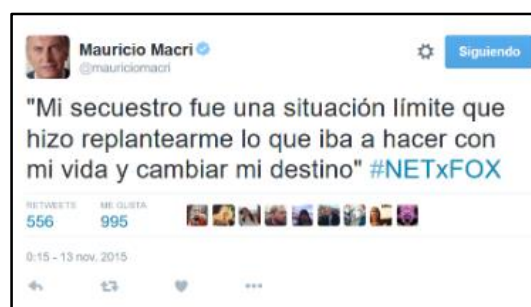 Mauricio Macri
@mauriciomacri
Siguiendo
"Mi secuestro fue una situación límite que
hizo replantearme lo que iba a hacer con
mi vida y cambiar mi destino" #NETxFOX
RETWEETS ME GUSTA
556 995
0:15 - 13 nov. 2015